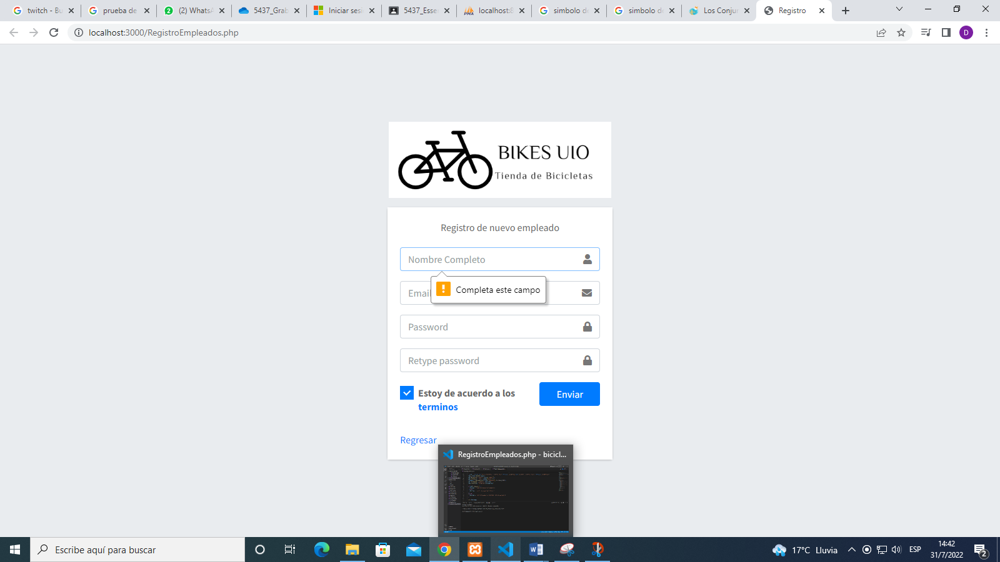 twitch - Bu
prueba de
(2) WhatsA
5437_Grab
Iniciar sesi
5437_Esse
localhost:8
simbolo de
simbolo de
Los Conjur
Registro
localhost:3000/RegistroEmpleados.php
D
BIKES UIO
Tienda de Bicicletas
Registro de nuevo empleado
Nombre Completo
Completa este campo
Email
Password
Retype password
Estoy de acuerdo a los
terminos
Enviar
Regresar
RegistroEmpleados.php - bicicl...
Escribe aquí para buscar
17°C Lluvia
ESP
14:42
31/7/2022
2